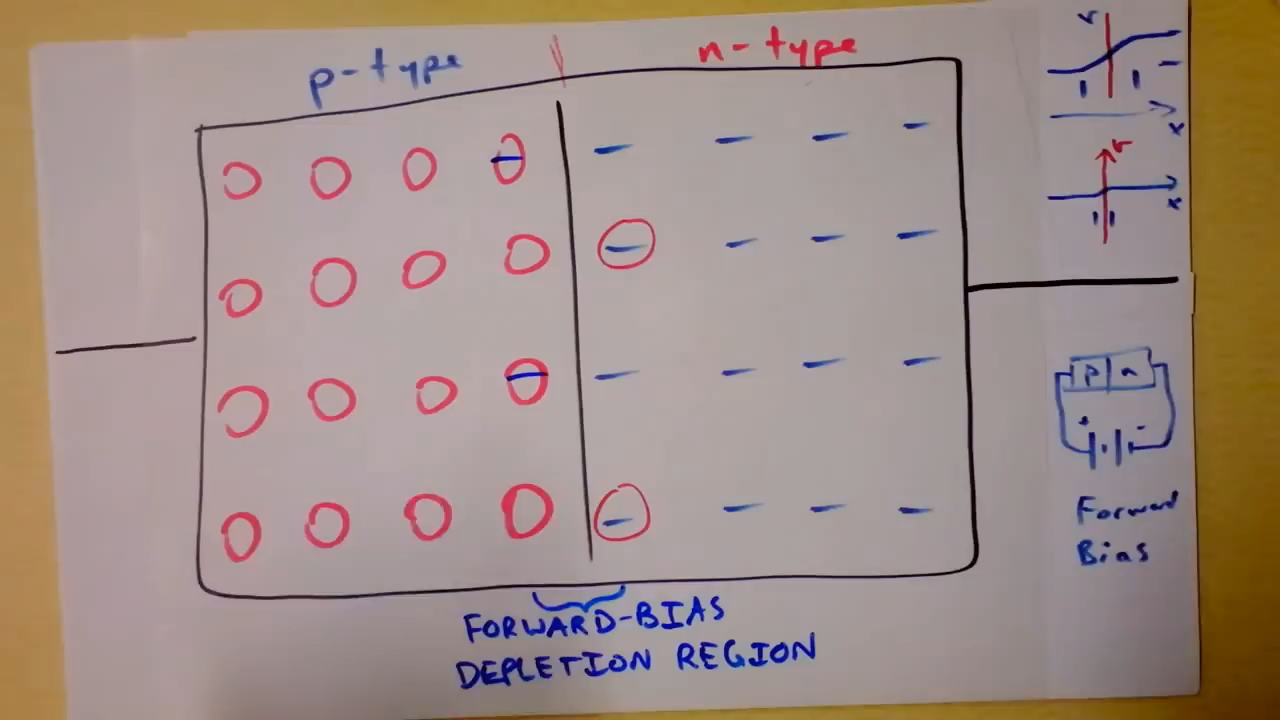 p-type
n-type
v
x
v
x
p n
+ -
Forward
Bias
FORWARD-BIAS
DEPLETION REGION